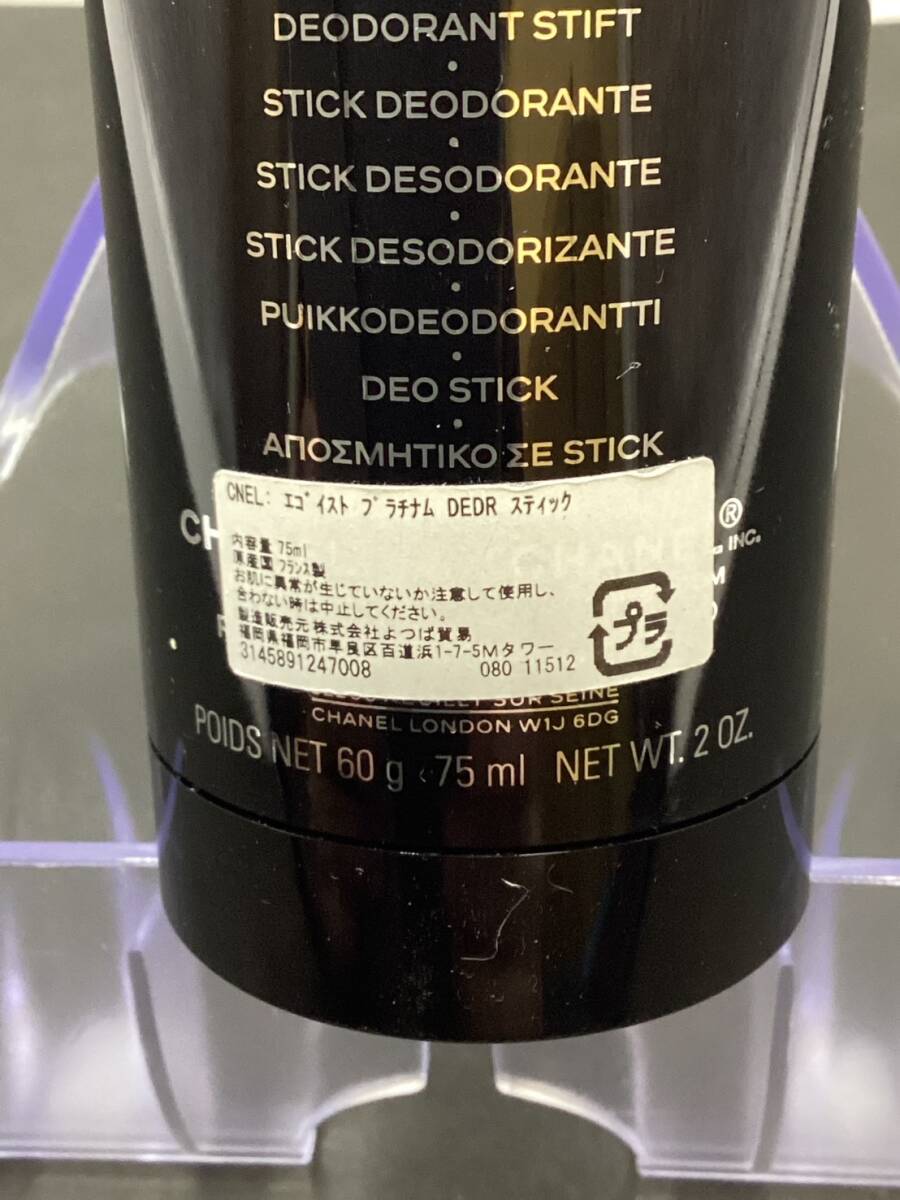 DEODORANT STIFT
•
STICK DEODORANTE
•
STICK DESODORANTE
•
STICK DESODORIZANTE
•
PUIKKODEODORANTTI
•
DEO STICK
•
ΑΠΟΣΜΗΤΙΚΟ ΣΕ STICK
CNEL: ｴｺﾞｲｽﾄ ﾌﾟﾗﾁﾅﾑ DEDR ｽﾃｨｯｸ
内容量 75ml
原産国 ﾌﾗﾝｽ製
お肌に異常が生じていないか注意して使用し、
合わない時は中止してください。
製造販売元 株式会社よつば貿易
福岡県福岡市早良区百道浜1-7-5Mタワー
3145891247008 080 11512
プラ
® INC.
SUR SEINE
CHANEL LONDON W1J 6DG
POIDS NET 60 g - 75 ml NET WT. 2 OZ.